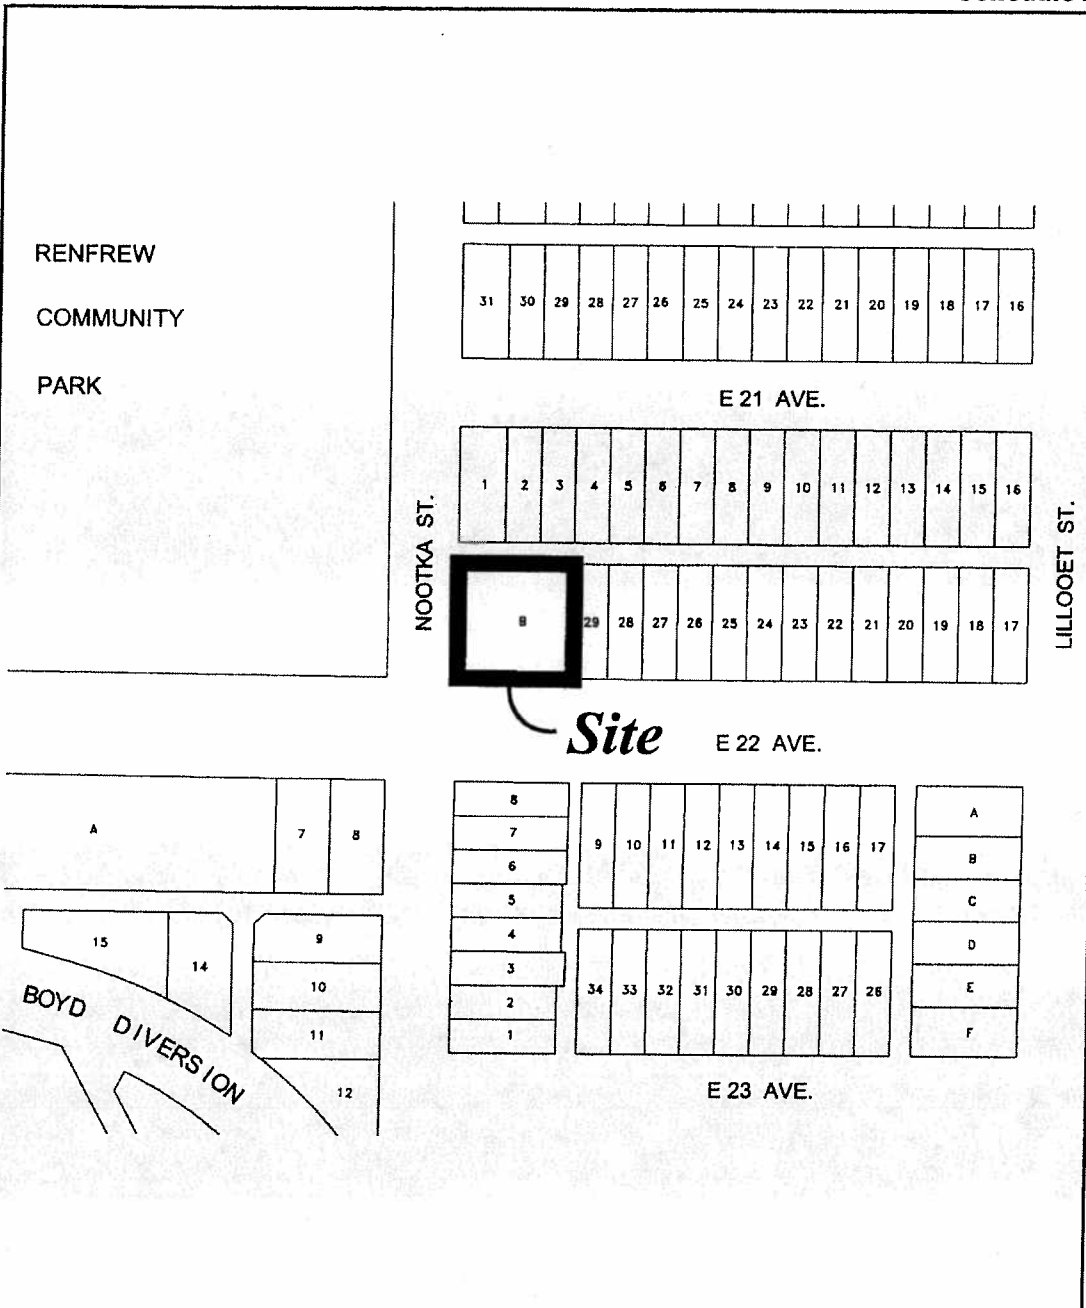 RENFREW
COMMUNITY
PARK
31 30 29 28 27 26 25 24 23 22 21 20 19 18 17 16
E 21 AVE.
1 2 3 4 5 6 7 8 9 10 11 12 13 14 15 16
NOOTKA ST.
LILLOOET ST.
B 29 28 27 26 25 24 23 22 21 20 19 18 17
Site
E 22 AVE.
A 7 8
8
7
6
5
4
3
2
1
9 10 11 12 13 14 15 16 17
A
B
C
D
E
F
15 14
9
10
11
12
34 33 32 31 30 29 28 27 26
BOYD DIVERSION
E 23 AVE.